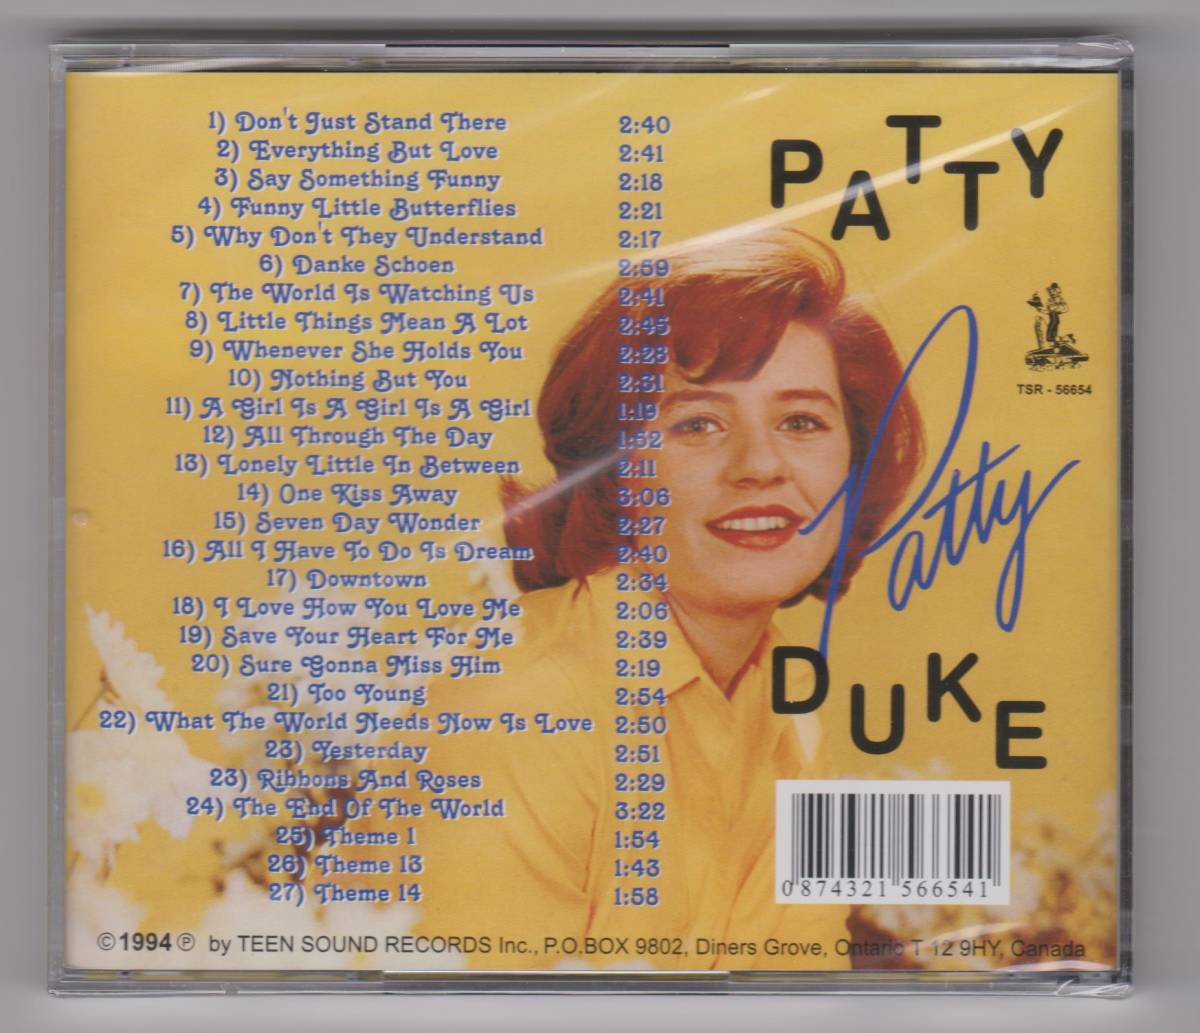 1) Don't Just Stand There 2:40
2) Everything But Love 2:41
3) Say Something Funny 2:18
4) Funny Little Butterflies 2:21
5) Why Don't They Understand 2:17
6) Danke Schoen 2:59
7) The World Is Watching Us 2:41
8) Little Things Mean A Lot 2:45
9) Whenever She Holds You 2:28
10) Nothing But You 2:31
11) A Girl Is A Girl Is A Girl 1:19
12) All Through The Day 1:52
13) Lonely Little In Between 2:11
14) One Kiss Away 3:06
15) Seven Day Wonder 2:27
16) All I Have To Do Is Dream 2:40
17) Downtown 2:34
18) I Love How You Love Me 2:06
19) Save Your Heart For Me 2:39
20) Sure Gonna Miss Him 2:19
21) Too Young 2:54
22) What The World Needs Now Is Love 2:50
23) Yesterday 2:51
23) Ribbons And Roses 2:29
24) The End Of The World 3:22
25) Theme 1 1:54
26) Theme 13 1:43
27) Theme 14 1:58
PATTY
TSR - 56654
Patty
DUKE
0 874321 566541
©1994℗ by TEEN SOUND RECORDS Inc., P.O.BOX 9802, Diners Grove, Ontario T 12 9HY, Canada